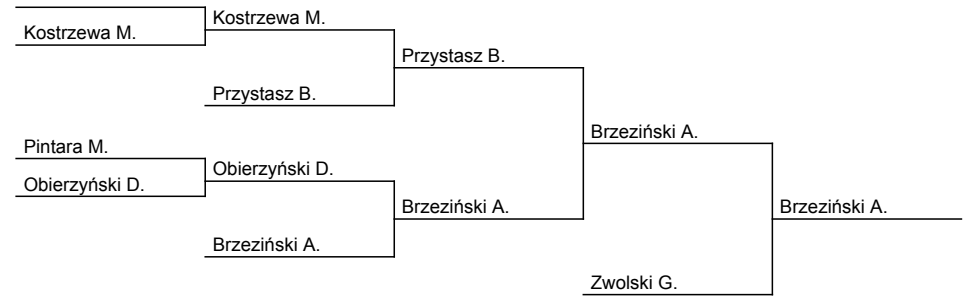 Kostrzewa M.
Kostrzewa M.
Przystasz B.
Przystasz B.
Brzeziński A.
Pintara M.
Obierzyński D.
Obierzyński D.
Brzeziński A.
Brzeziński A.
Brzeziński A.
Zwolski G.